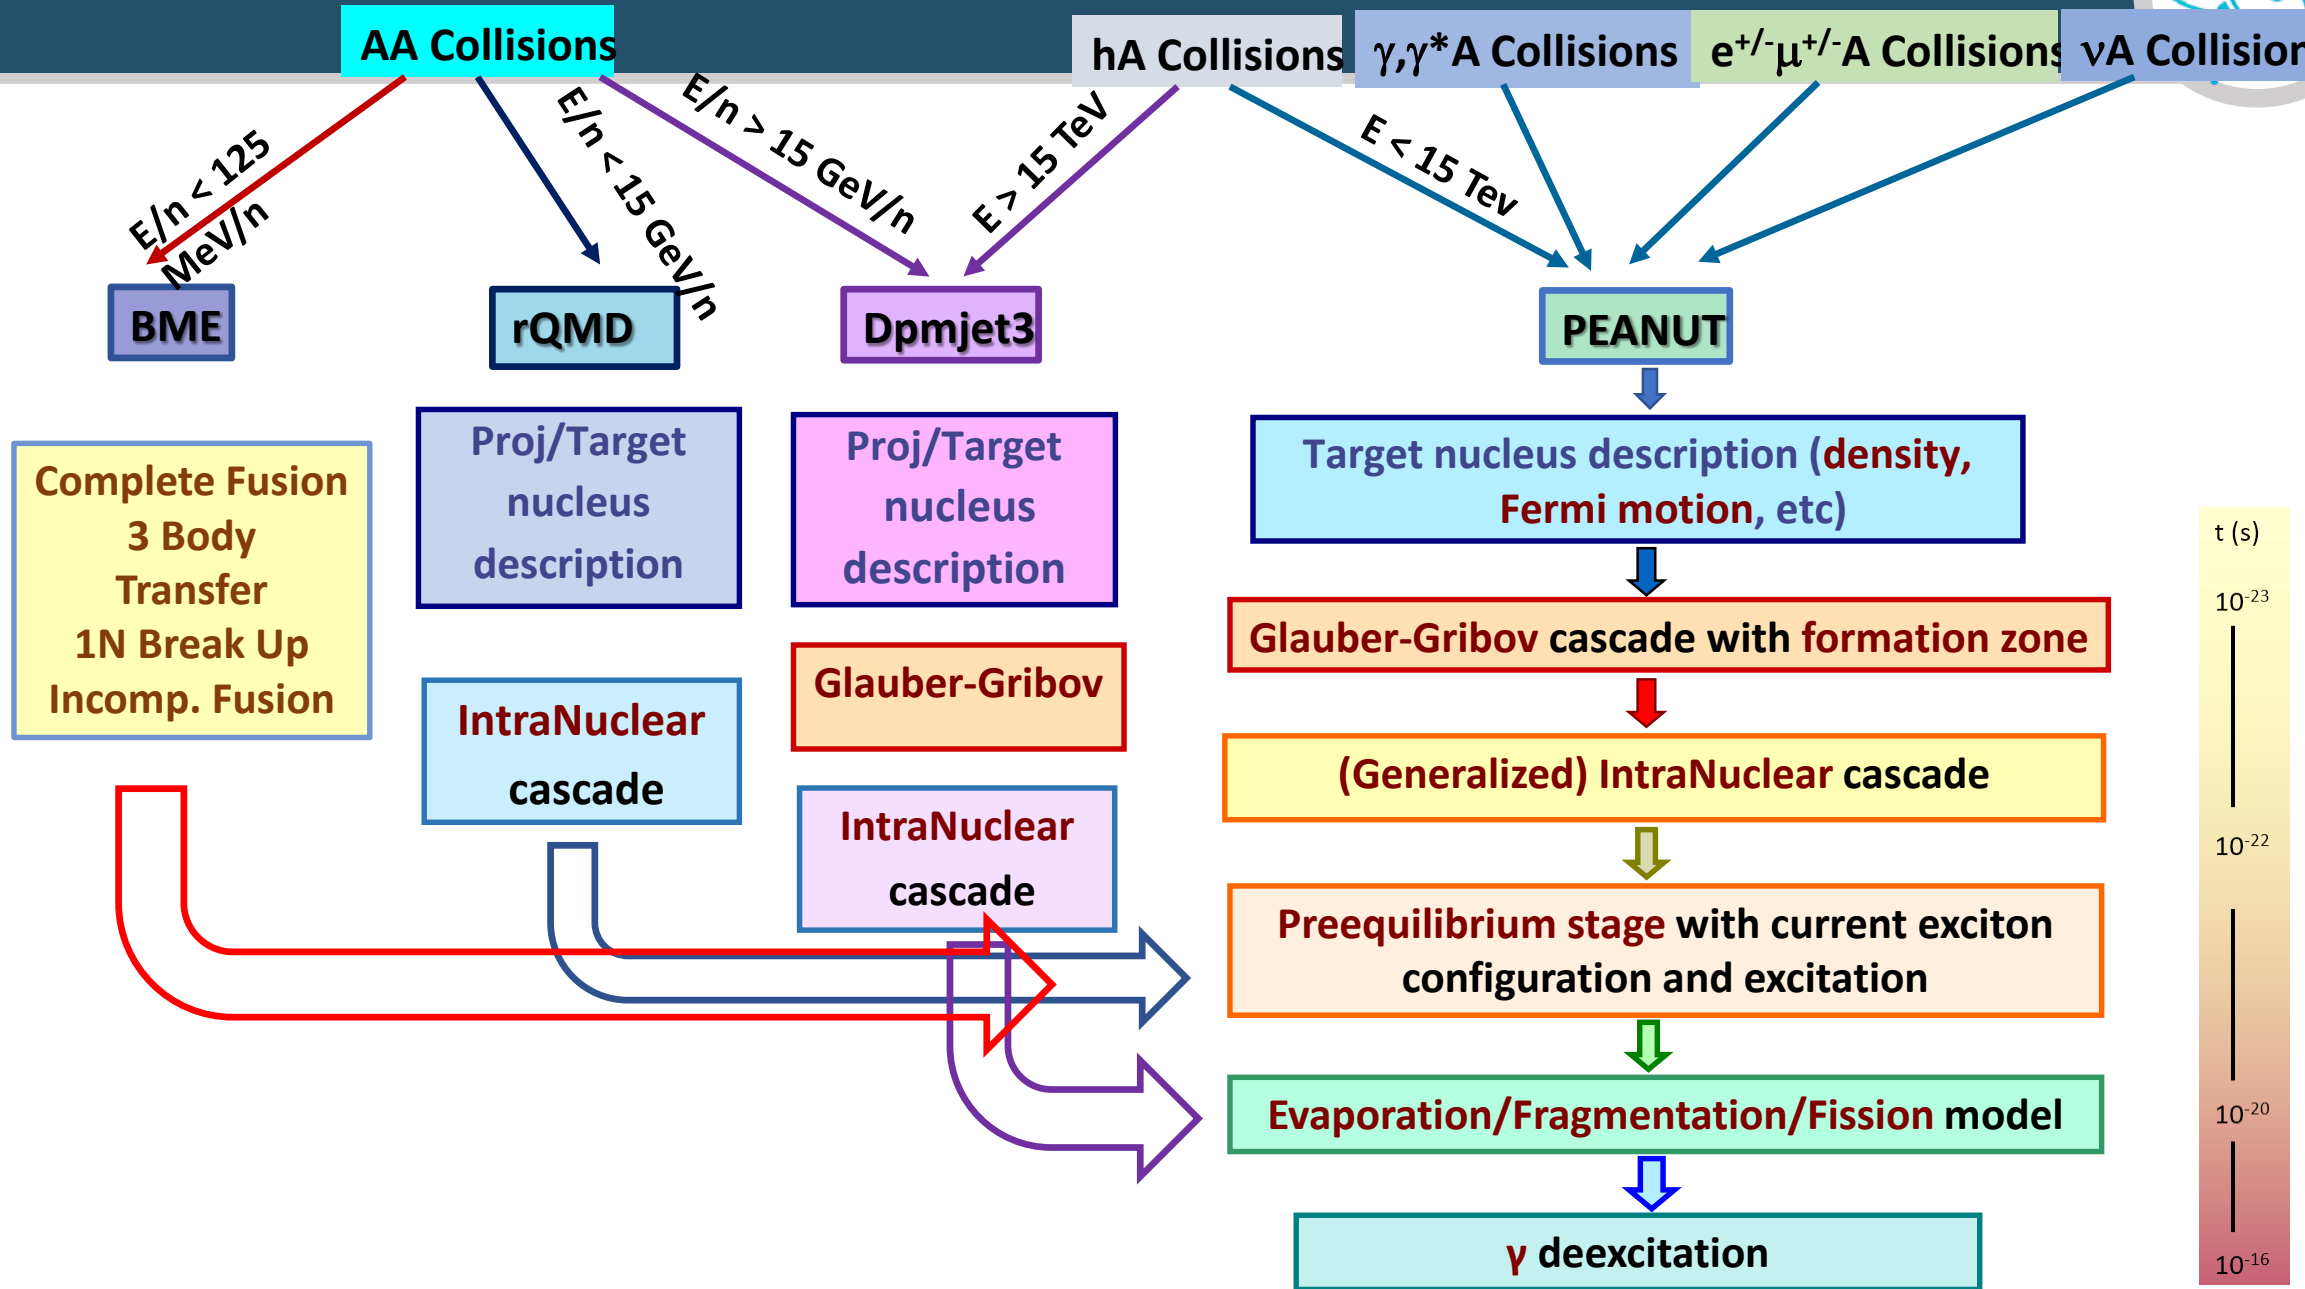 AA Collisions
hA Collisions
γ,γ*A Collisions
e+/-μ+/-A Collisions
νA Collision
E/n < 125
MeV/n
E/n < 15 GeV/n
E/n > 15 GeV/n
E > 15 TeV
E < 15 Tev
BME
rQMD
Dpmjet3
PEANUT
Complete Fusion
3 Body
Transfer
1N Break Up
Incomp. Fusion
Proj/Target
nucleus
description
IntraNuclear
cascade
Proj/Target
nucleus
description
Glauber-Gribov
IntraNuclear
cascade
Target nucleus description (density,
Fermi motion, etc)
Glauber-Gribov cascade with formation zone
(Generalized) IntraNuclear cascade
Preequilibrium stage with current exciton
configuration and excitation
Evaporation/Fragmentation/Fission model
γ deexcitation
t (s)
10-23
10-22
10-20
10-16